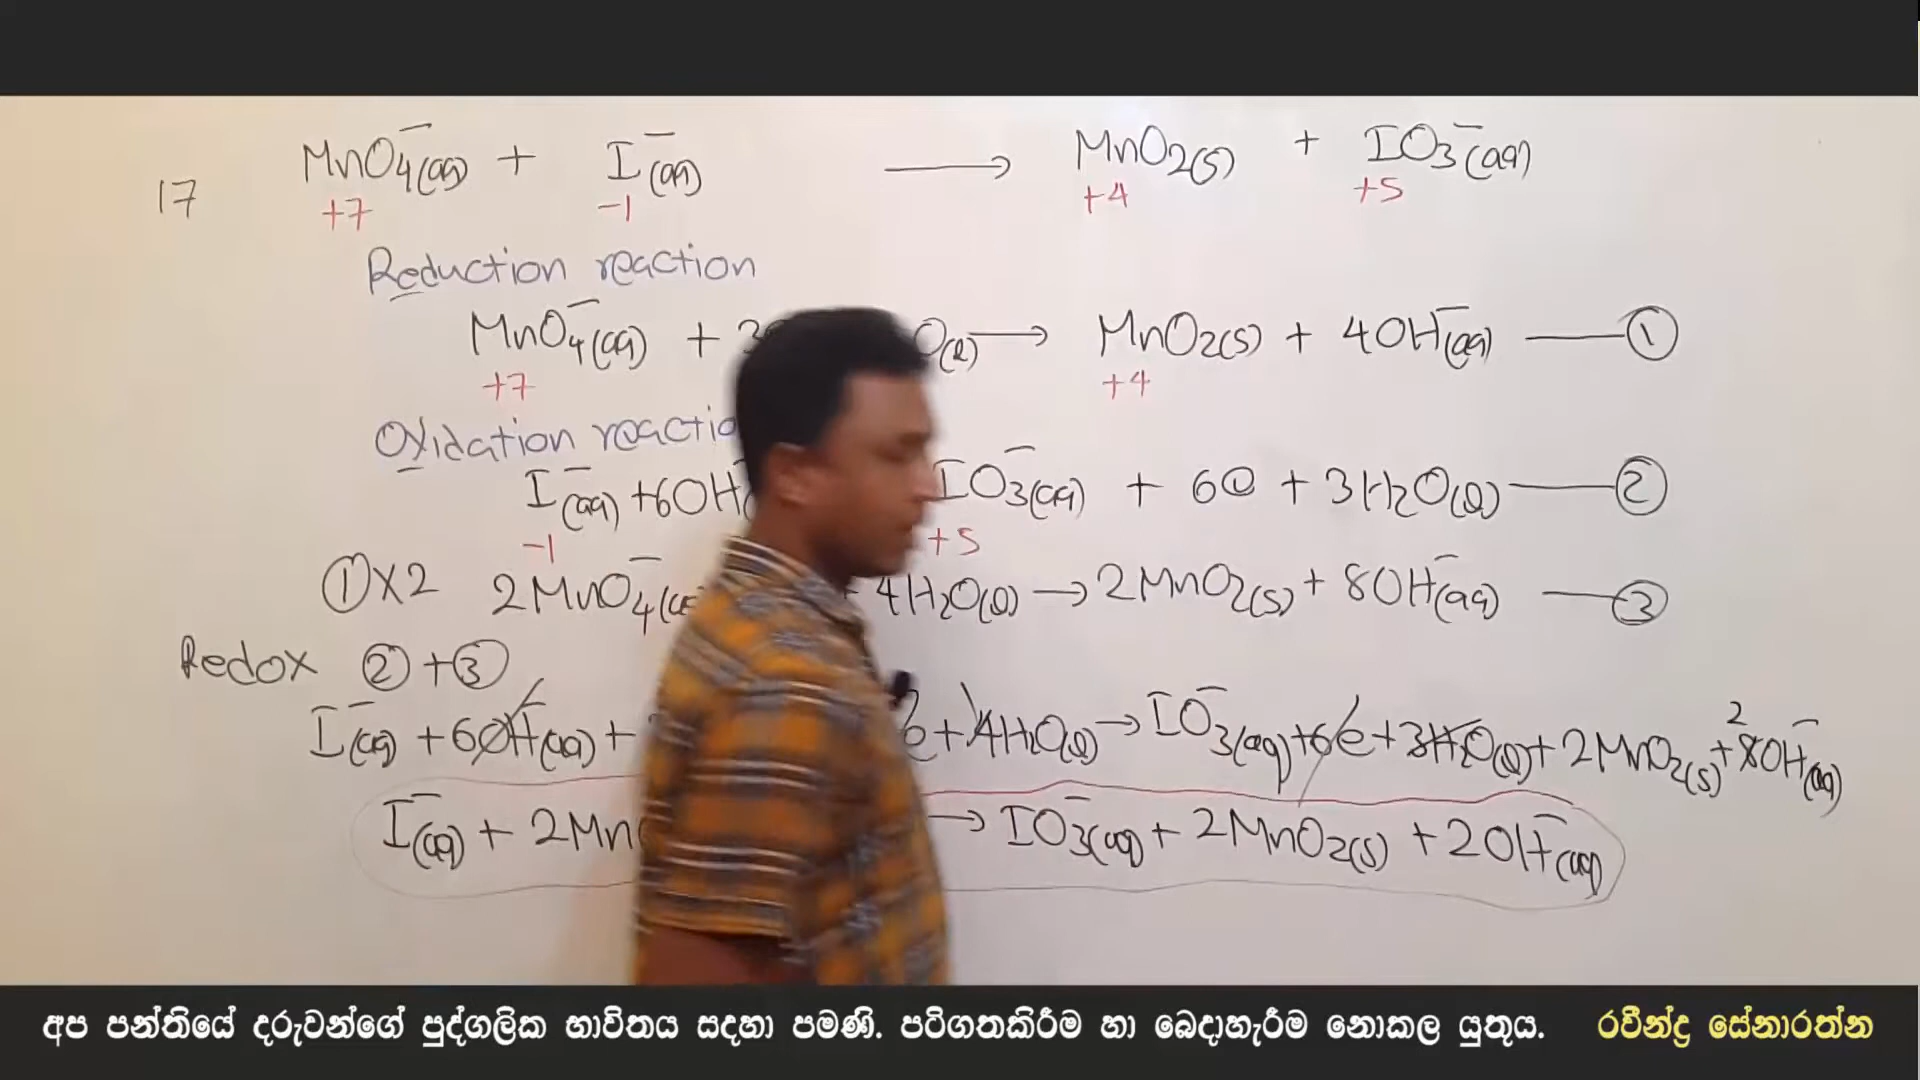 17 MnO₄⁻(aq) + I⁻(aq) ⟶ MnO₂(s) + IO₃⁻(aq)
+7 -1 +4 +5
Reduction reaction
MnO₄⁻(aq) + 3 O(l) ⟶ MnO₂(s) + 4OH⁻(aq) —— ①
+7 +4
Oxidation reactio
I⁻(aq) + 6OH⁻ IO₃⁻(aq) + 6e + 3H₂O(l) —— ②
-1 +5
①×2 2MnO₄⁻(a 4H₂O(l) ⟶ 2MnO₂(s) + 8OH⁻(aq) —— ③
Redox ② + ③
I⁻(aq) + 6OH⁻(aq) + e + 4H₂O(l) ⟶ IO₃⁻(aq) + 6e + 3H₂O(l) + 2MnO₂(s) + 8OH⁻(aq)
2
I⁻(aq) + 2Mn ⟶ IO₃⁻(aq) + 2MnO₂(s) + 2OH⁻(aq)
අප පන්තියේ දරුවන්ගේ පුද්ගලික භාවිතය සදහා පමණි. පටිගතකිරීම හා බෙදාහැරීම නොකල යුතුය. රවීන්ද්‍ර සේනාරත්න